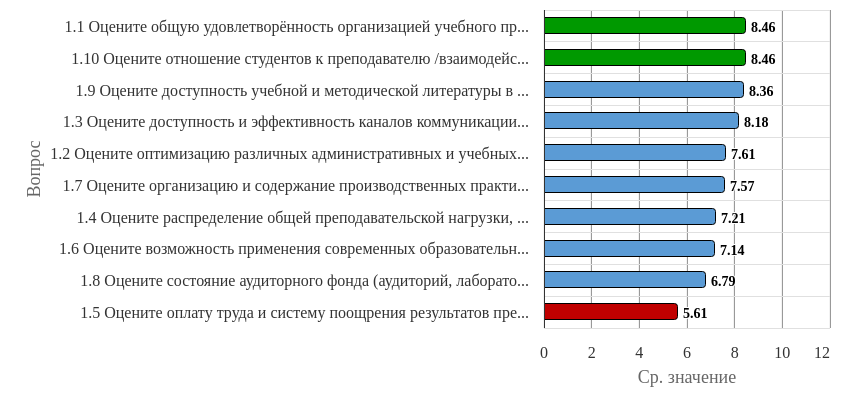 1.1 Оцените общую удовлетворённость организацией учебного пр... 8.46
1.10 Оцените отношение студентов к преподавателю /взаимодейс... 8.46
1.9 Оцените доступность учебной и методической литературы в ... 8.36
1.3 Оцените доступность и эффективность каналов коммуникации... 8.18
1.2 Оцените оптимизацию различных административных и учебных... 7.61
1.7 Оцените организацию и содержание производственных практи... 7.57
1.4 Оцените распределение общей преподавательской нагрузки, ... 7.21
1.6 Оцените возможность применения современных образовательн... 7.14
1.8 Оцените состояние аудиторного фонда (аудиторий, лаборато... 6.79
1.5 Оцените оплату труда и систему поощрения результатов пре... 5.61
Вопрос
0 2 4 6 8 10 12
Ср. значение